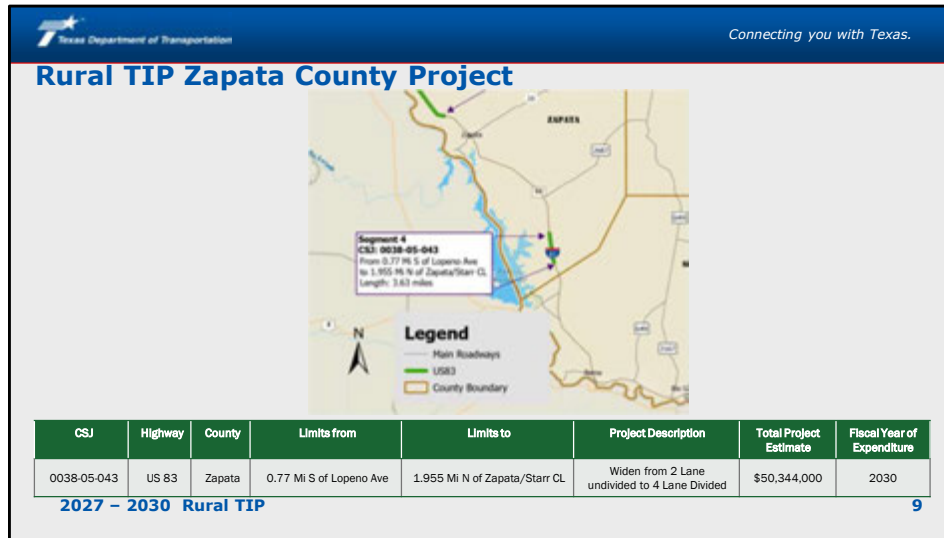 Texas Department of Transportation
Connecting you with Texas.
Rural TIP Zapata County Project
ZAPATA
Zapata
Segment 4
CSJ: 0038-05-043
From 0.77 Mi S of Lopeno Ave
to 1.955 Mi N of Zapata/Starr CL
Length: 3.63 miles
N
Legend
Main Roadways
US83
County Boundary
CSJ
Highway
County
Limits from
Limits to
Project Description
Total Project
Estimate
Fiscal Year of
Expenditure
0038-05-043
US 83
Zapata
0.77 Mi S of Lopeno Ave
1.955 Mi N of Zapata/Starr CL
Widen from 2 Lane
undivided to 4 Lane Divided
$50,344,000
2030
2027 – 2030 Rural TIP
9